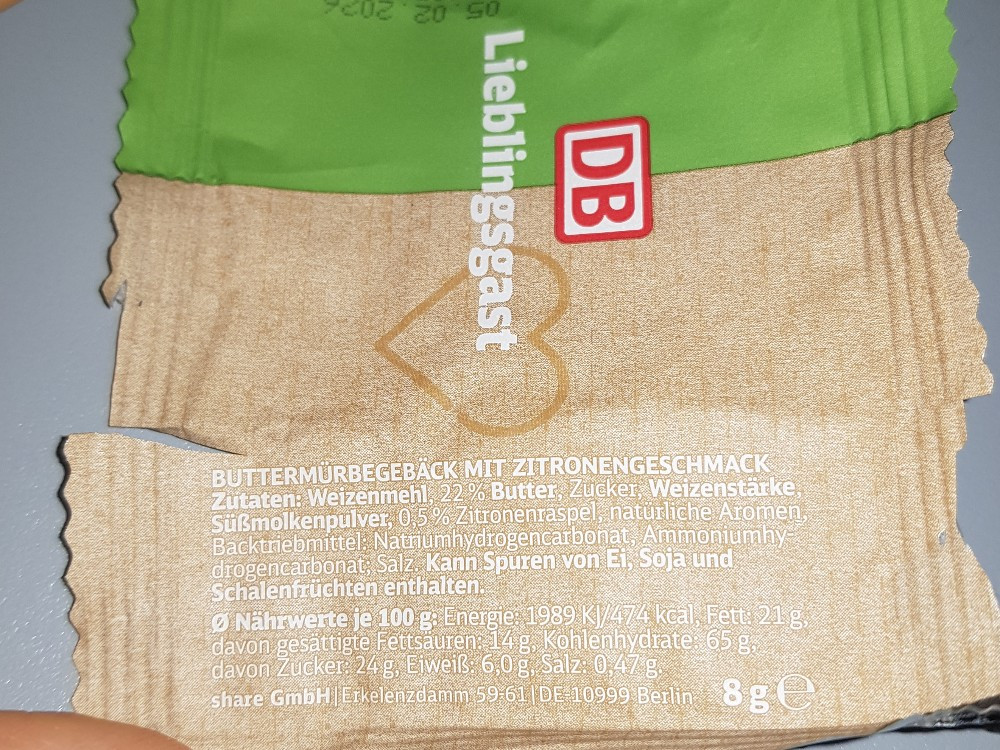 05.02.2026
Lieblingsgast
DB
BUTTERMÜRBEGEBÄCK MIT ZITRONENGESCHMACK
Zutaten: Weizenmehl, 22 % Butter, Zucker, Weizenstärke,
Süßmolkenpulver, 0,5 % Zitronenraspel, natürliche Aromen,
Backtriebmittel: Natriumhydrogencarbonat, Ammoniumhy-
drogencarbonat; Salz. Kann Spuren von Ei, Soja und
Schalenfrüchten enthalten.
Ø Nährwerte je 100 g: Energie: 1989 KJ/474 kcal, Fett: 21 g,
davon gesättigte Fettsäuren: 14 g, Kohlenhydrate: 65 g,
davon Zucker: 24 g, Eiweiß: 6,0 g, Salz: 0,47 g.
share GmbH | Erkelenzdamm 59-61 | DE-10999 Berlin 8 g ℮